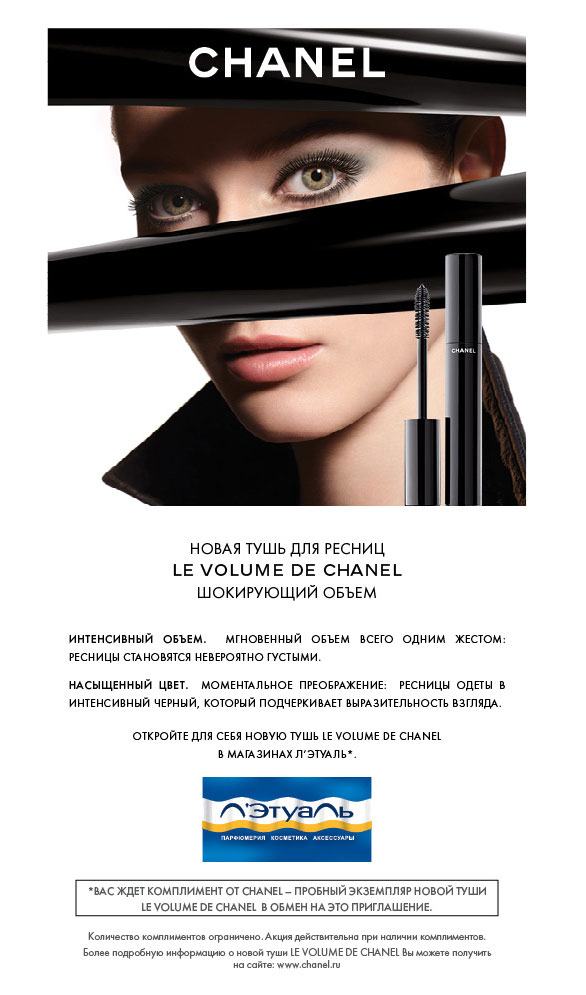 CHANEL
CHANEL
НОВАЯ ТУШЬ ДЛЯ РЕСНИЦ
LE VOLUME DE CHANEL
ШОКИРУЮЩИЙ ОБЪЕМ
ИНТЕНСИВНЫЙ ОБЪЕМ. МГНОВЕННЫЙ ОБЪЕМ ВСЕГО ОДНИМ ЖЕСТОМ:
РЕСНИЦЫ СТАНОВЯТСЯ НЕВЕРОЯТНО ГУСТЫМИ.
НАСЫЩЕННЫЙ ЦВЕТ. МОМЕНТАЛЬНОЕ ПРЕОБРАЖЕНИЕ: РЕСНИЦЫ ОДЕТЫ В
ИНТЕНСИВНЫЙ ЧЕРНЫЙ, КОТОРЫЙ ПОДЧЕРКИВАЕТ ВЫРАЗИТЕЛЬНОСТЬ ВЗГЛЯДА.
ОТКРОЙТЕ ДЛЯ СЕБЯ НОВУЮ ТУШЬ LE VOLUME DE CHANEL
В МАГАЗИНАХ Л'ЭТУАЛЬ*.
Л'Этуаль
ПАРФЮМЕРИЯ КОСМЕТИКА АКСЕССУАРЫ
*ВАС ЖДЕТ КОМПЛИМЕНТ ОТ CHANEL – ПРОБНЫЙ ЭКЗЕМПЛЯР НОВОЙ ТУШИ
LE VOLUME DE CHANEL В ОБМЕН НА ЭТО ПРИГЛАШЕНИЕ.
Количество комплиментов ограничено. Акция действительна при наличии комплиментов.
Более подробную информацию о новой туши LE VOLUME DE CHANEL Вы можете получить
на сайте: www.chanel.ru